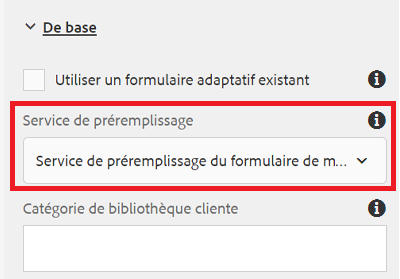 De base
Utiliser un formulaire adaptatif existant
Service de préremplissage
Service de préremplissage du formulaire de m...
Catégorie de bibliothèque cliente